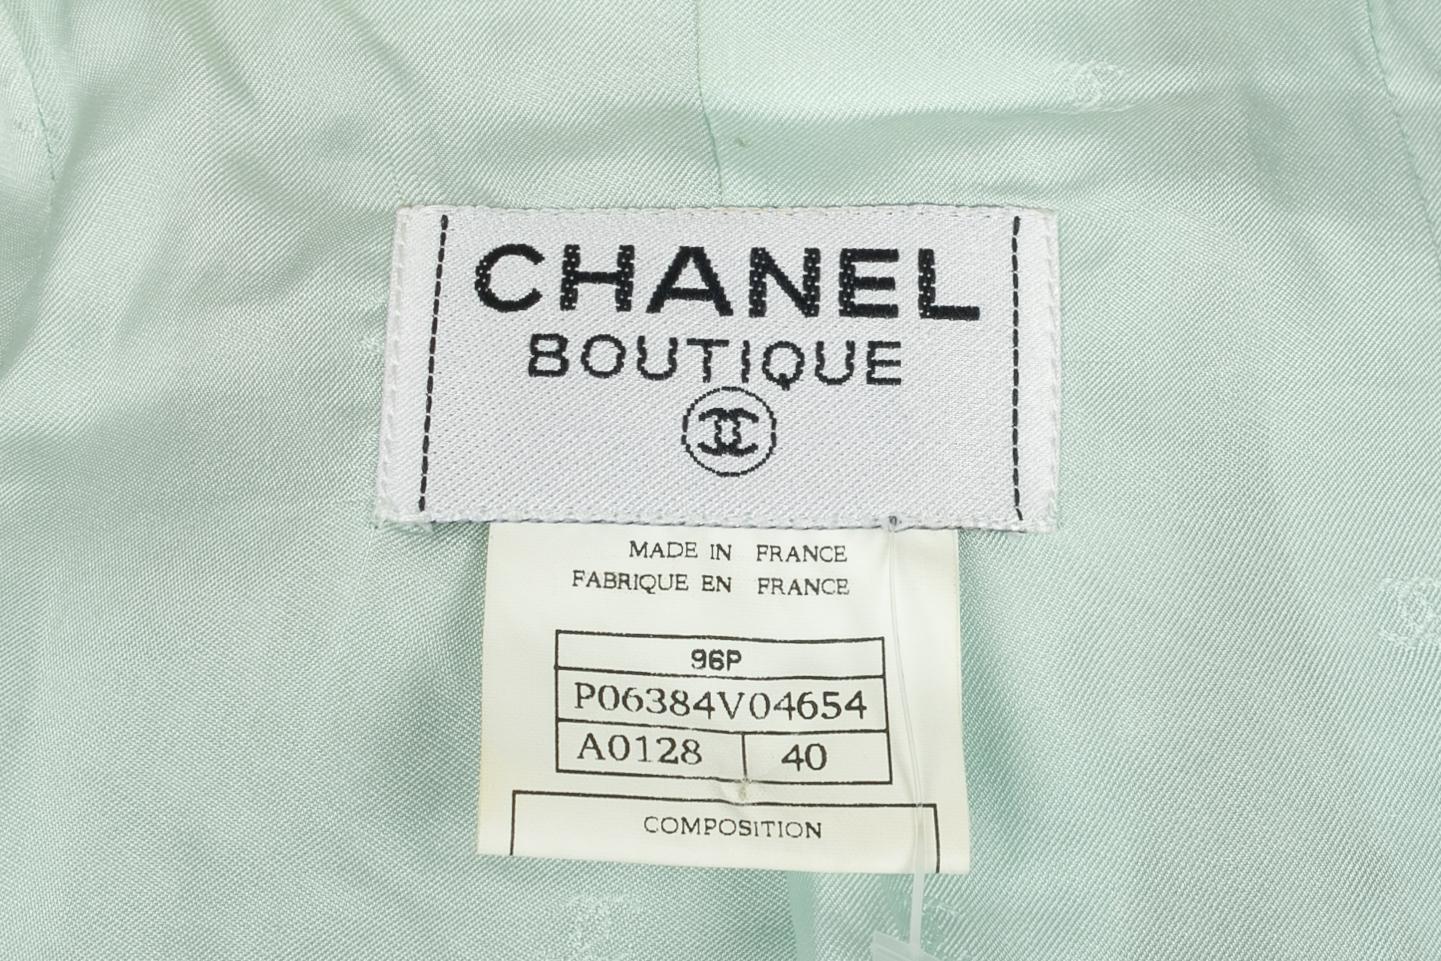 CHANEL
BOUTIQUE
MADE IN FRANCE
FABRIQUE EN FRANCE
96P
P06384V04654
A0128 40
COMPOSITION